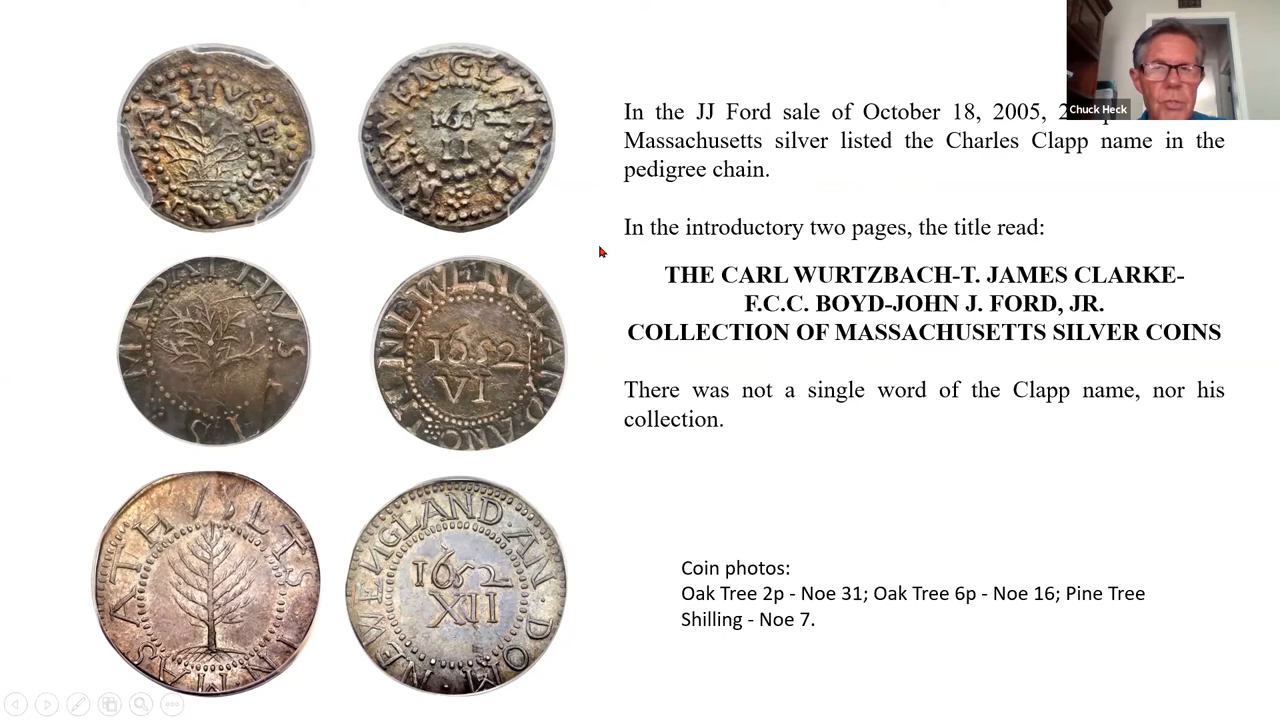 Chuck Heck
In the JJ Ford sale of October 18, 2005,
Massachusetts silver listed the Charles Clapp name in the
pedigree chain.
In the introductory two pages, the title read:
THE CARL WURTZBACH-T. JAMES CLARKE-
F.C.C. BOYD-JOHN J. FORD, JR.
COLLECTION OF MASSACHUSETTS SILVER COINS
There was not a single word of the Clapp name, nor his
collection.
Coin photos:
Oak Tree 2p - Noe 31; Oak Tree 6p - Noe 16; Pine Tree
Shilling - Noe 7.
II
1652
VI
NEWENGLAND·AN·DOM·
1652
XII